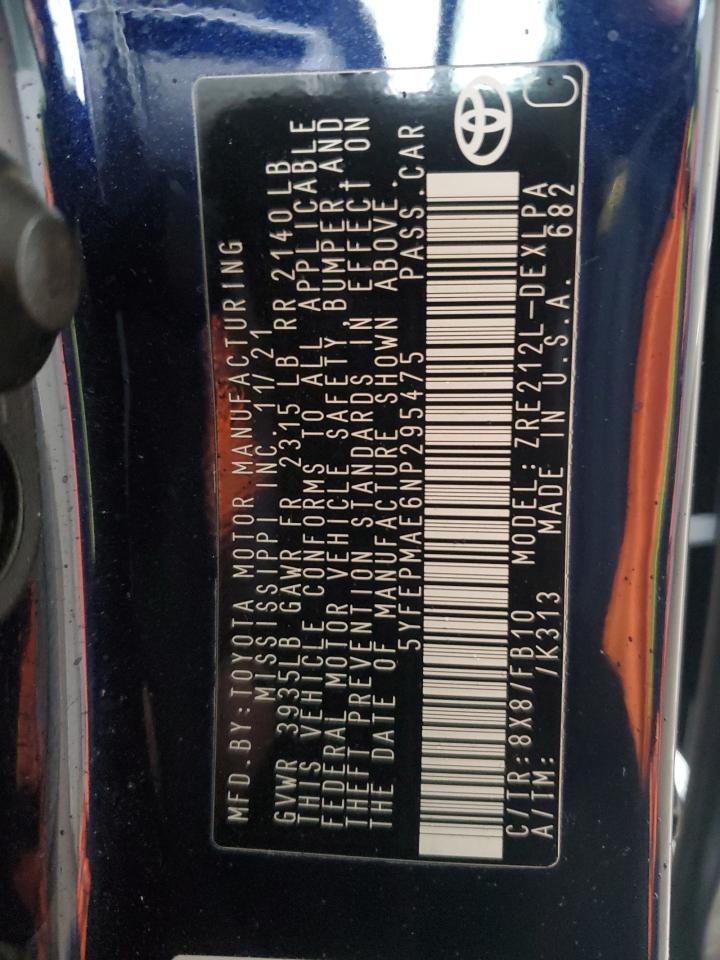 MFD.BY:TOYOTA MOTOR MANUFACTURING
MISSISSIPPI INC. 11/21
GVWR 3935LB GAWR FR 2315 LB RR 2140LB
THIS VEHICLE CONFORMS TO ALL APPLICABLE
FEDERAL MOTOR VEHICLE SAFETY, BUMPER AND
THEFT PREVENTION STANDARDS IN EFFECT ON
THE DATE OF MANUFACTURE SHOWN ABOVE.
5YFEPMAE6NP295475 PASS.CAR
C/TR:8X8/FB10 MODEL:ZRE212L-DEXLPA
A/TM: /K313 MADE IN U.S.A. 682
C